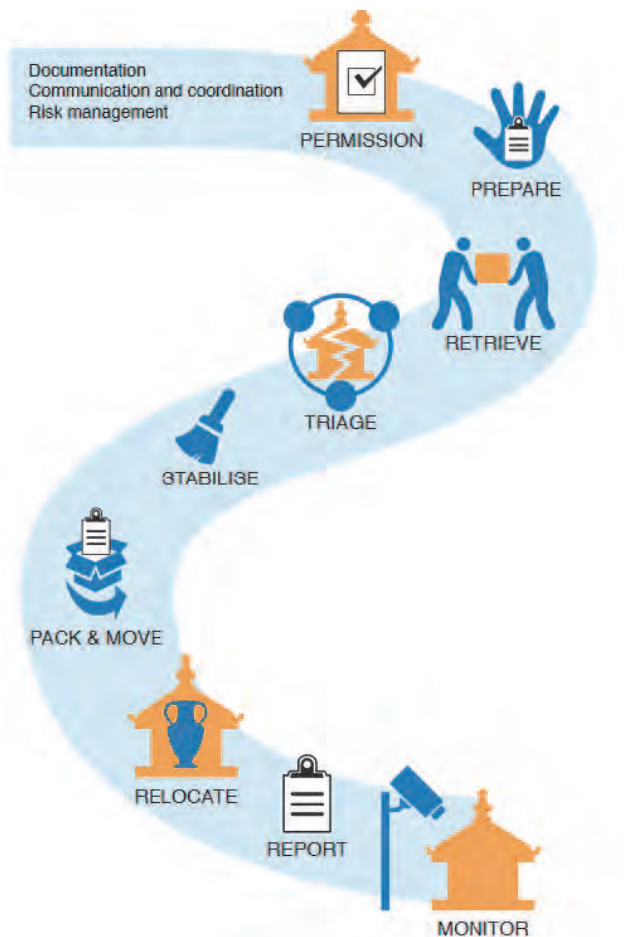 Documentation
Communication and coordination
Risk management
PERMISSION
PREPARE
RETRIEVE
TRIAGE
STABILISE
PACK & MOVE
RELOCATE
REPORT
MONITOR